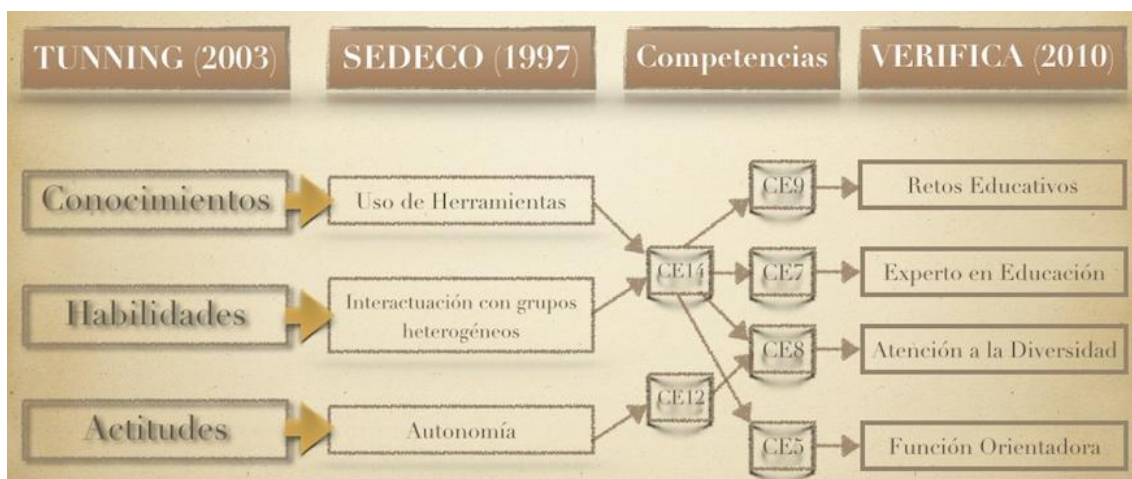 TUNNING (2003)
SEDECO (1997)
Competencias
VERIFICA (2010)
Conocimientos
Uso de Herramientas
CE9
Retos Educativos
CE14
CE7
Experto en Educación
Habilidades
Interactuación con grupos
heterogéneos
CE8
Atención a la Diversidad
CE12
Actitudes
Autonomía
CE5
Función Orientadora